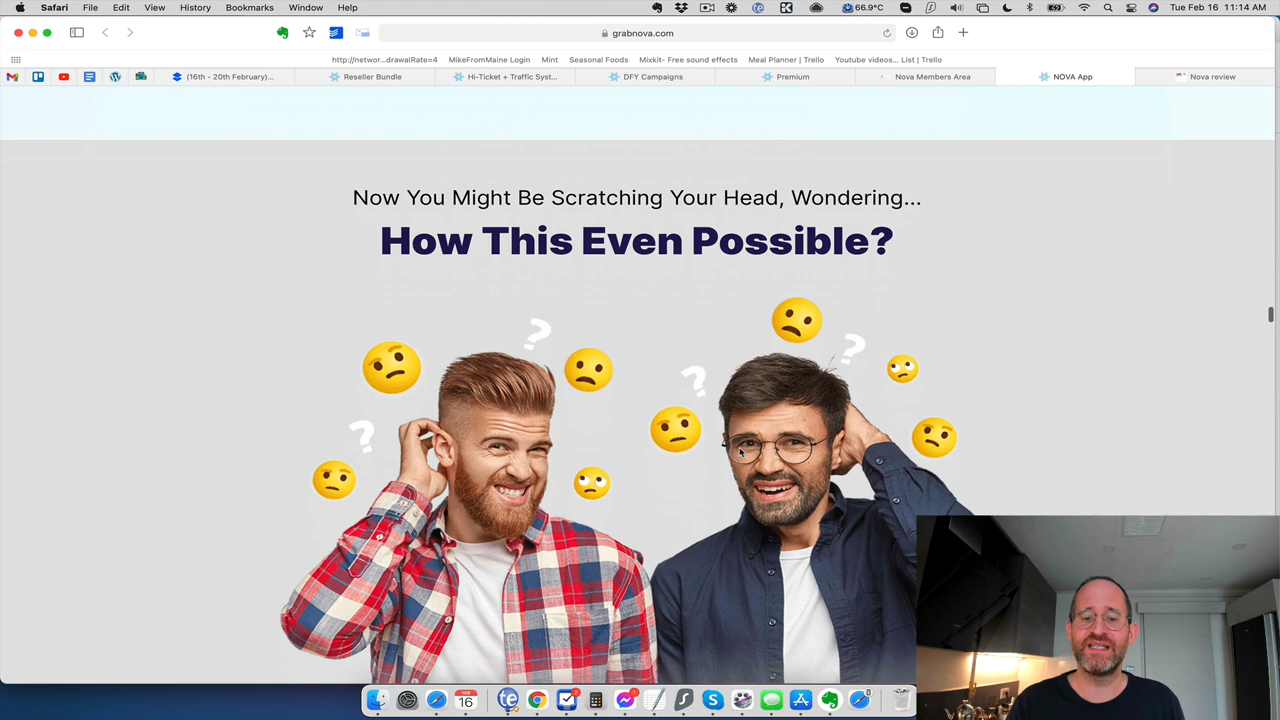 Safari File Edit View History Bookmarks Window Help
66.9°C
Tue Feb 16 11:14 AM
grabnova.com
http://networ...drawalRate=4 MikeFromMaine Login Mint Seasonal Foods Mixkit- Free sound effects Meal Planner | Trello Youtube videos... List | Trello
(16th - 20th February)... Reseller Bundle Hi-Ticket + Traffic Syst... DFY Campaigns Premium Nova Members Area NOVA App Nova review
Now You Might Be Scratching Your Head, Wondering...
How This Even Possible?
?
?
?
?
FEB
16